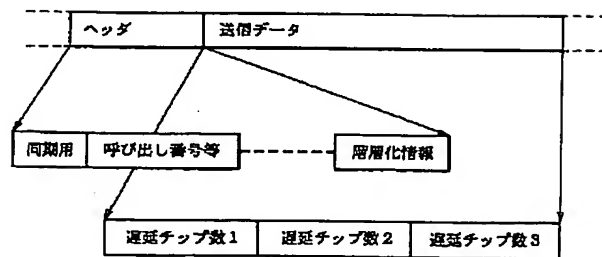 ヘッダ 送信データ
同期用 呼び出し番号等 階層化情報
遅延チップ数1 遅延チップ数2 遅延チップ数3